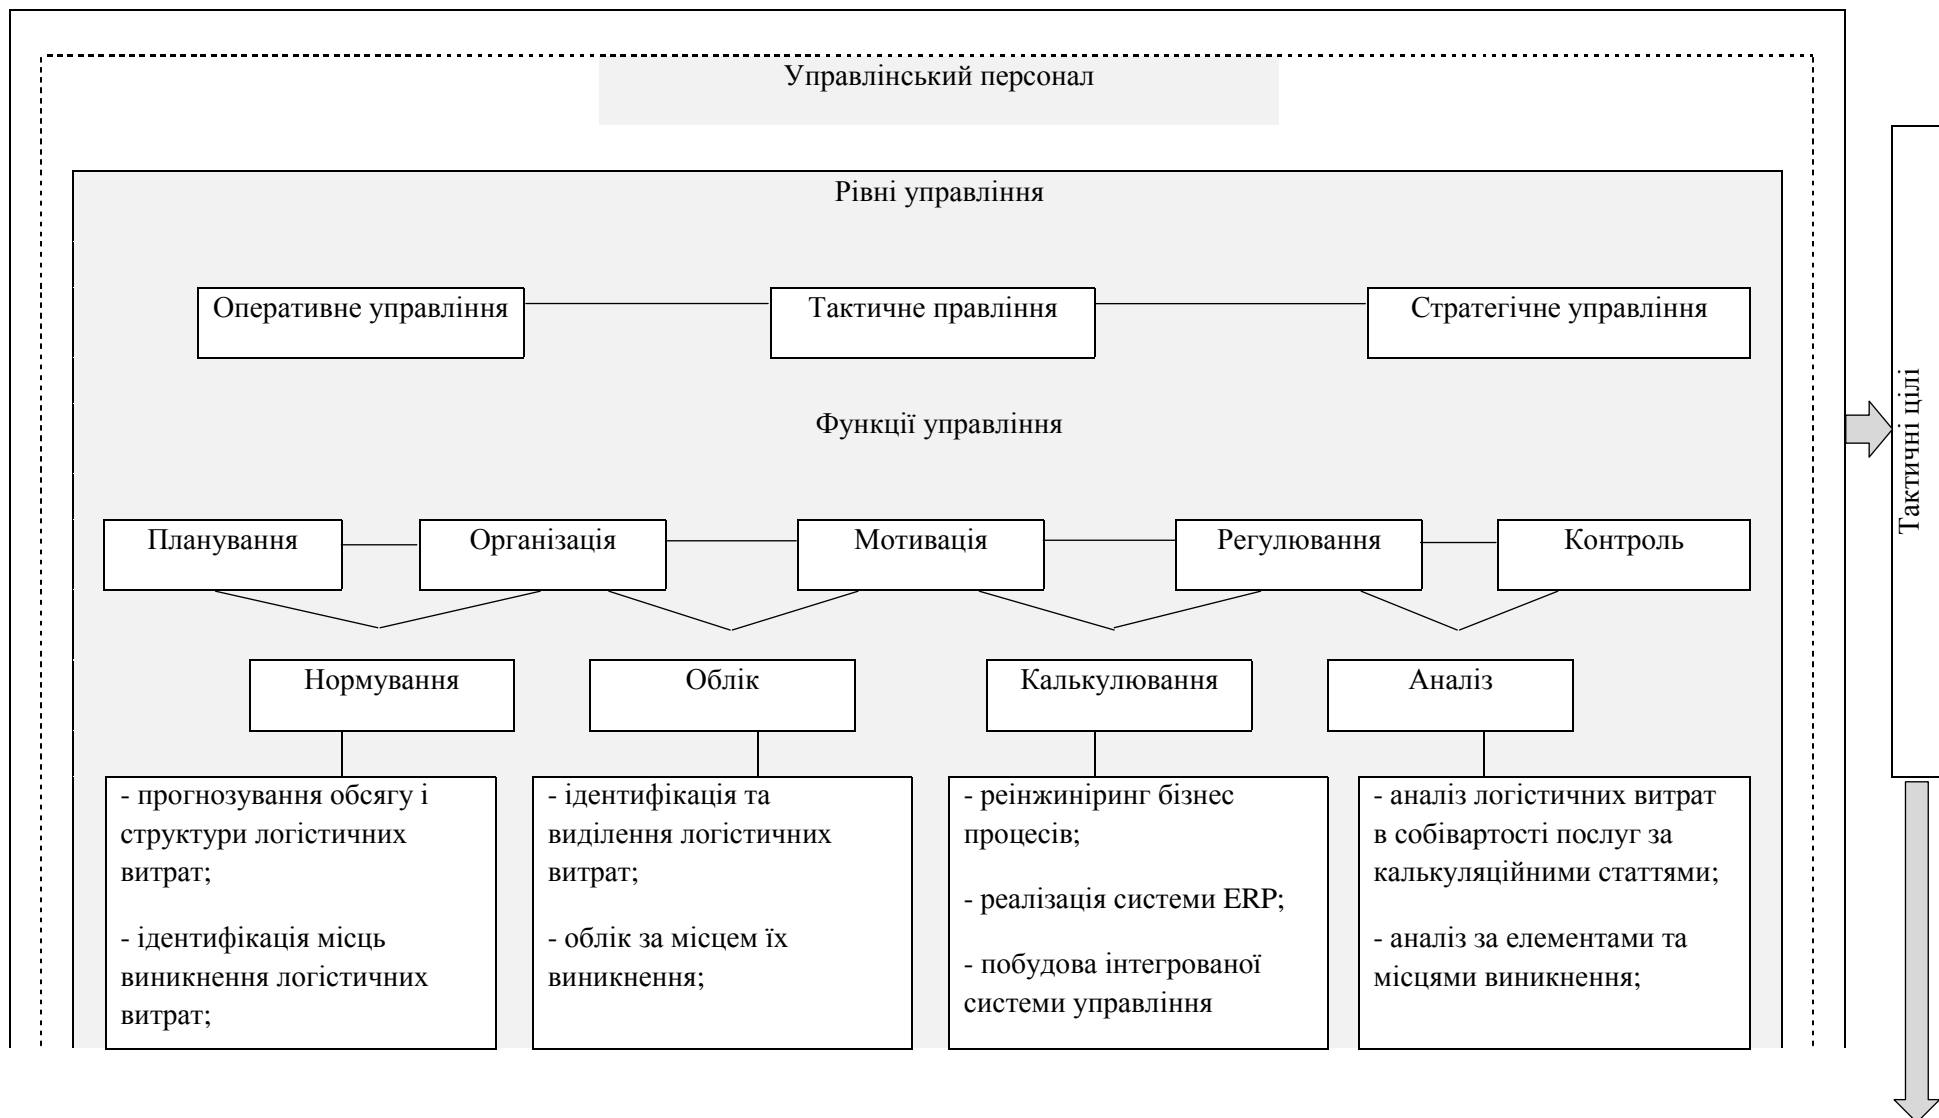 Управлінський персонал
Рівні управління
Оперативне управління
Тактичне правління
Стратегічне управління
Функції управління
Планування
Організація
Мотивація
Регулювання
Контроль
Нормування
Облік
Калькулювання
Аналіз
- прогнозування обсягу і
структури логістичних
витрат;
- ідентифікація місць
виникнення логістичних
витрат;
- ідентифікація та
виділення логістичних
витрат;
- облік за місцем їх
виникнення;
- реінжиніринг бізнес
процесів;
- реалізація системи ERP;
- побудова інтегрованої
системи управління
- аналіз логістичних витрат
в собівартості послуг за
калькуляційними статтями;
- аналіз за елементами та
місцями виникнення;
Тактичні цілі